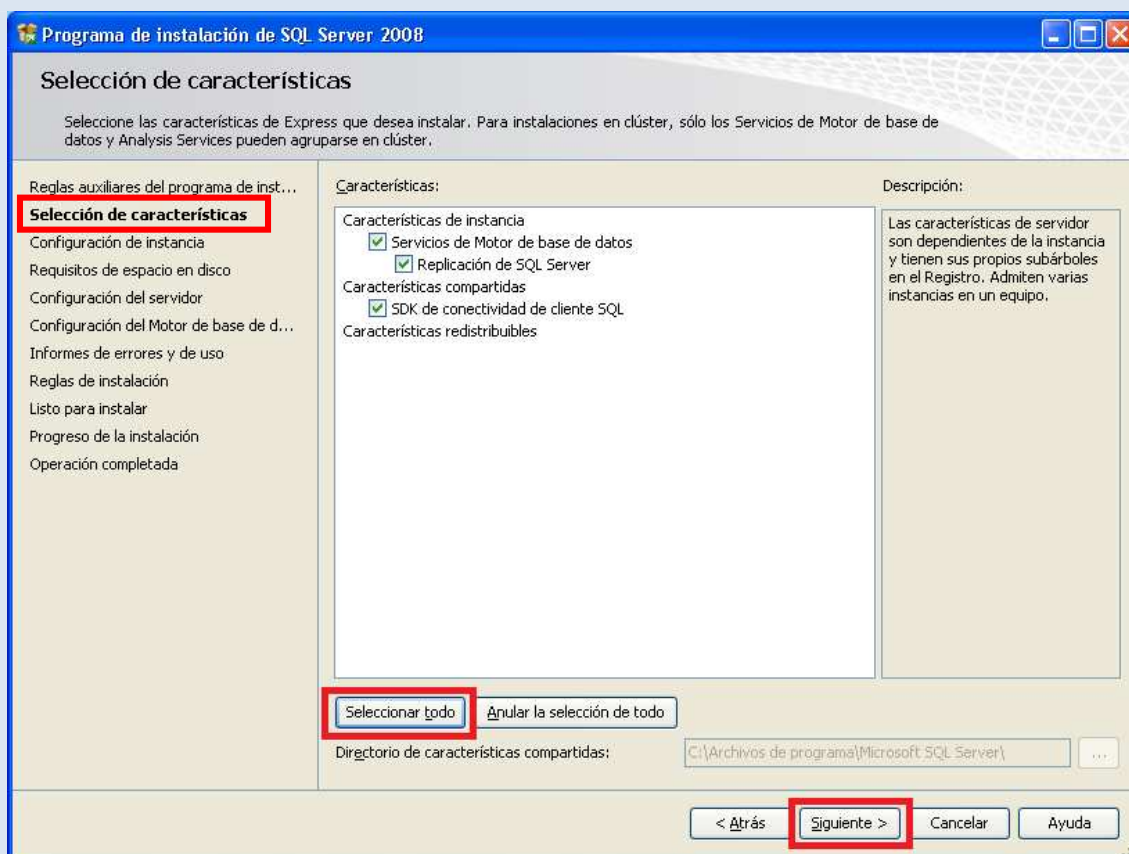 Programa de instalación de SQL Server 2008
Selección de características
Seleccione las características de Express que desea instalar. Para instalaciones en clúster, sólo los Servicios de Motor de base de
datos y Analysis Services pueden agruparse en clúster.
Reglas auxiliares del programa de inst...
Selección de características
Configuración de instancia
Requisitos de espacio en disco
Configuración del servidor
Configuración del Motor de base de d...
Informes de errores y de uso
Reglas de instalación
Listo para instalar
Progreso de la instalación
Operación completada
Características:
Características de instancia
Servicios de Motor de base de datos
Replicación de SQL Server
Características compartidas
SDK de conectividad de cliente SQL
Características redistribuibles
Descripción:
Las características de servidor
son dependientes de la instancia
y tienen sus propios subárboles
en el Registro. Admiten varias
instancias en un equipo.
Seleccionar todo
Anular la selección de todo
Directorio de características compartidas:
C:\Archivos de programa\Microsoft SQL Server\
...
< Atrás
Siguiente >
Cancelar
Ayuda